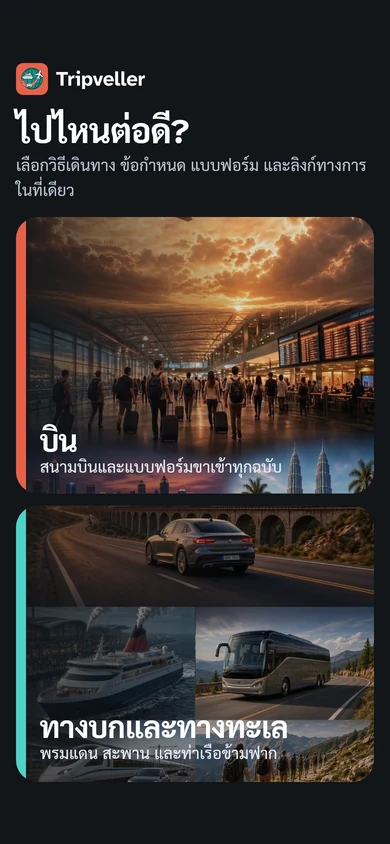 Tripveller
ไปไหนต่อดี?
เลือกวิธีเดินทาง ข้อกำหนด แบบฟอร์ม และลิงก์ทางการ
ในที่เดียว
บิน
สนามบินและแบบฟอร์มขาเข้าทุกฉบับ
ทางบกและทางทะเล
พรมแดน สะพาน และท่าเรือข้ามฟาก